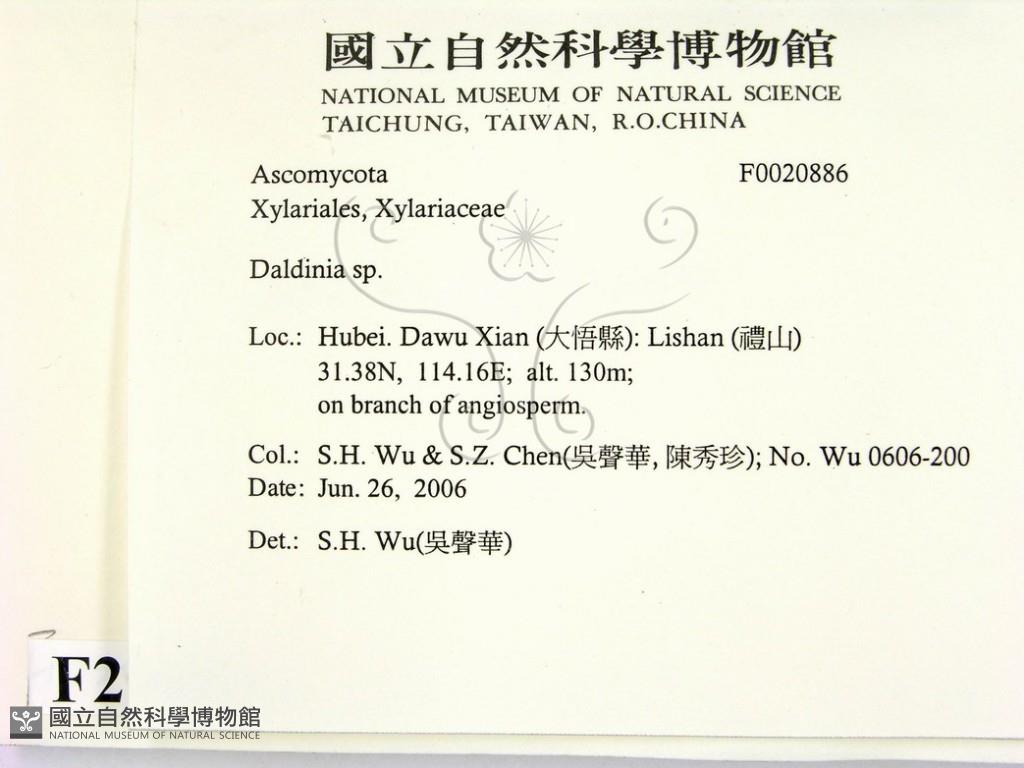 國立自然科學博物館
NATIONAL MUSEUM OF NATURAL SCIENCE
TAICHUNG, TAIWAN, R.O.CHINA
Ascomycota F0020886
Xylariales, Xylariaceae
Daldinia sp.
Loc.: Hubei. Dawu Xian (大悟縣): Lishan (禮山)
31.38N, 114.16E; alt. 130m;
on branch of angiosperm.
Col.: S.H. Wu & S.Z. Chen(吳聲華, 陳秀珍); No. Wu 0606-200
Date: Jun. 26, 2006
Det.: S.H. Wu(吳聲華)
F2
國立自然科學博物館
NATIONAL MUSEUM OF NATURAL SCIENCE